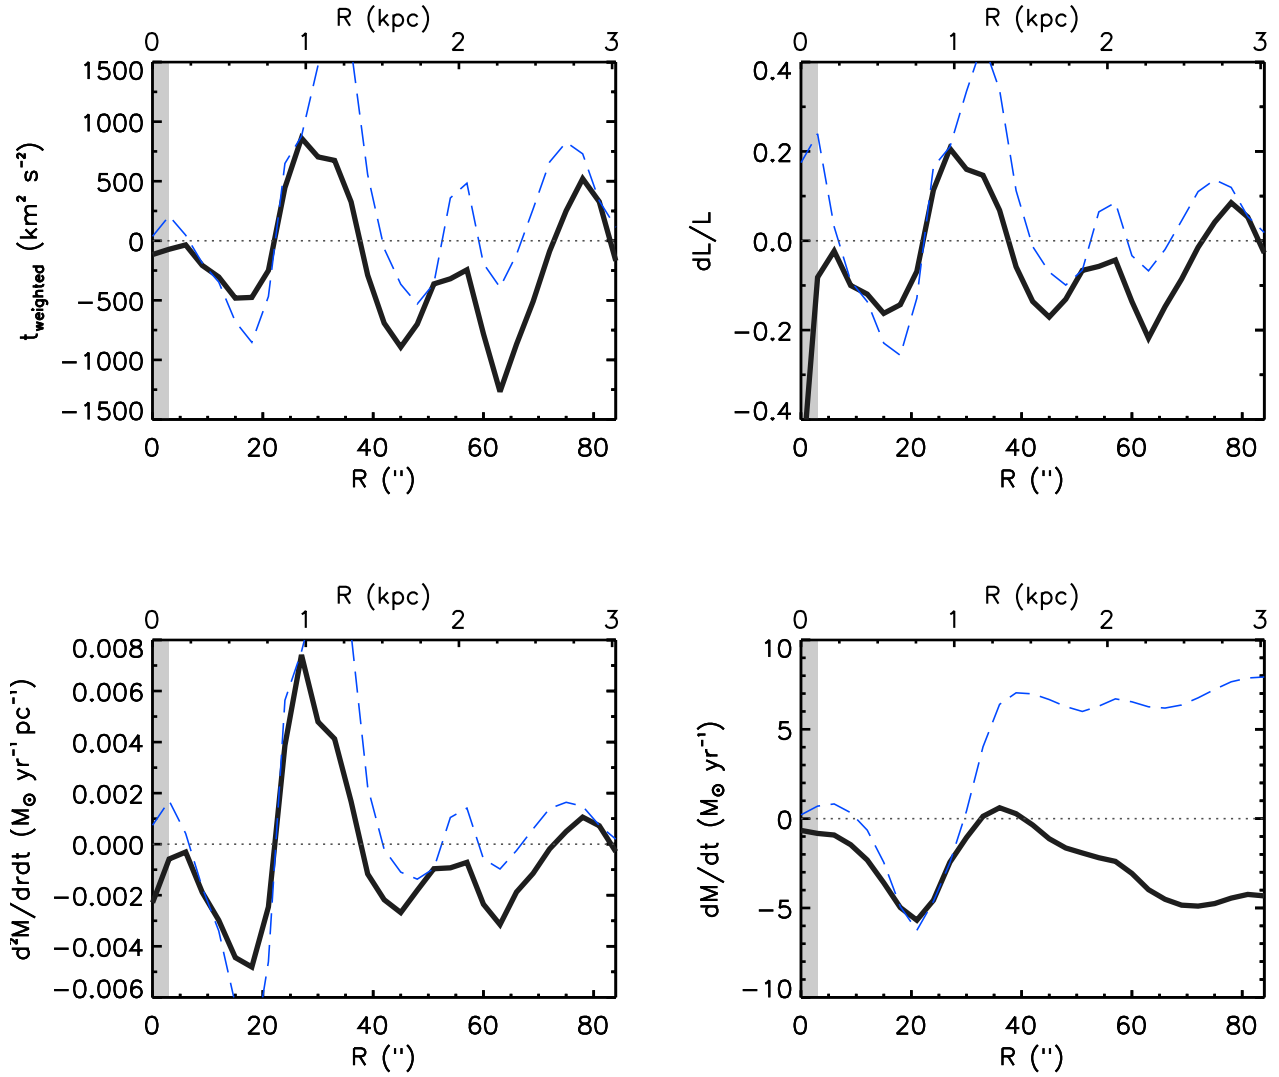 R (kpc)
0 1 2 3
1500
1000
500
0
−500
−1000
−1500
t_weighted (km² s⁻²)
0 20 40 60 80
R (")
R (kpc)
0 1 2 3
0.4
0.2
0.0
−0.2
−0.4
dL/L
0 20 40 60 80
R (")
R (kpc)
0 1 2 3
0.008
0.006
0.004
0.002
0.000
−0.002
−0.004
−0.006
d²M/drdt (M⊙ yr⁻¹ pc⁻¹)
0 20 40 60 80
R (")
R (kpc)
0 1 2 3
10
5
0
−5
−10
dM/dt (M⊙ yr⁻¹)
0 20 40 60 80
R (")